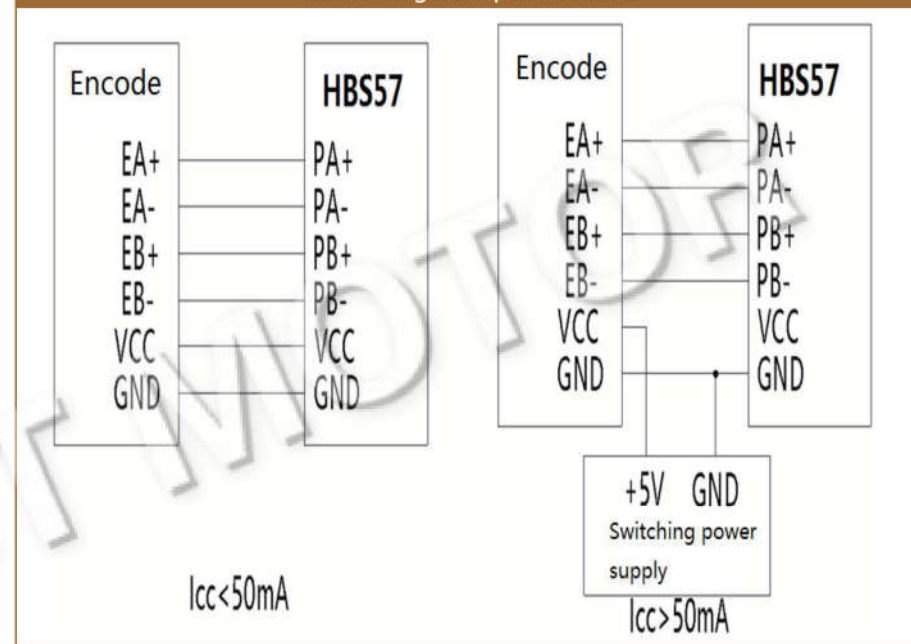 Encode
HBS57
EA+ PA+
EA- PA-
EB+ PB+
EB- PB-
VCC VCC
GND GND
Icc<50mA
Encode
HBS57
EA+ PA+
EA- PA-
EB+ PB+
EB- PB-
VCC VCC
GND GND
+5V GND
Switching power
supply
Icc>50mA
T MOTOR